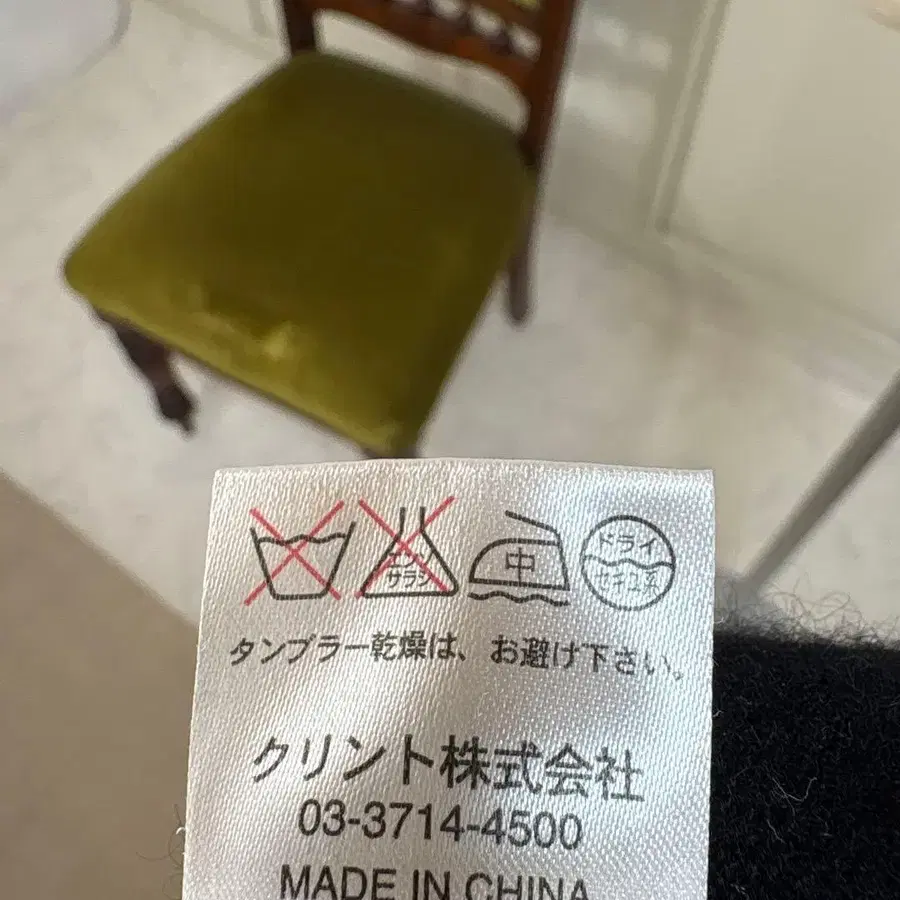 エンソ
サラシ
中
ドライ
セキユ系
タンブラー乾燥は、お避け下さい。
クリント株式会社
03-3714-4500
MADE IN CHINA